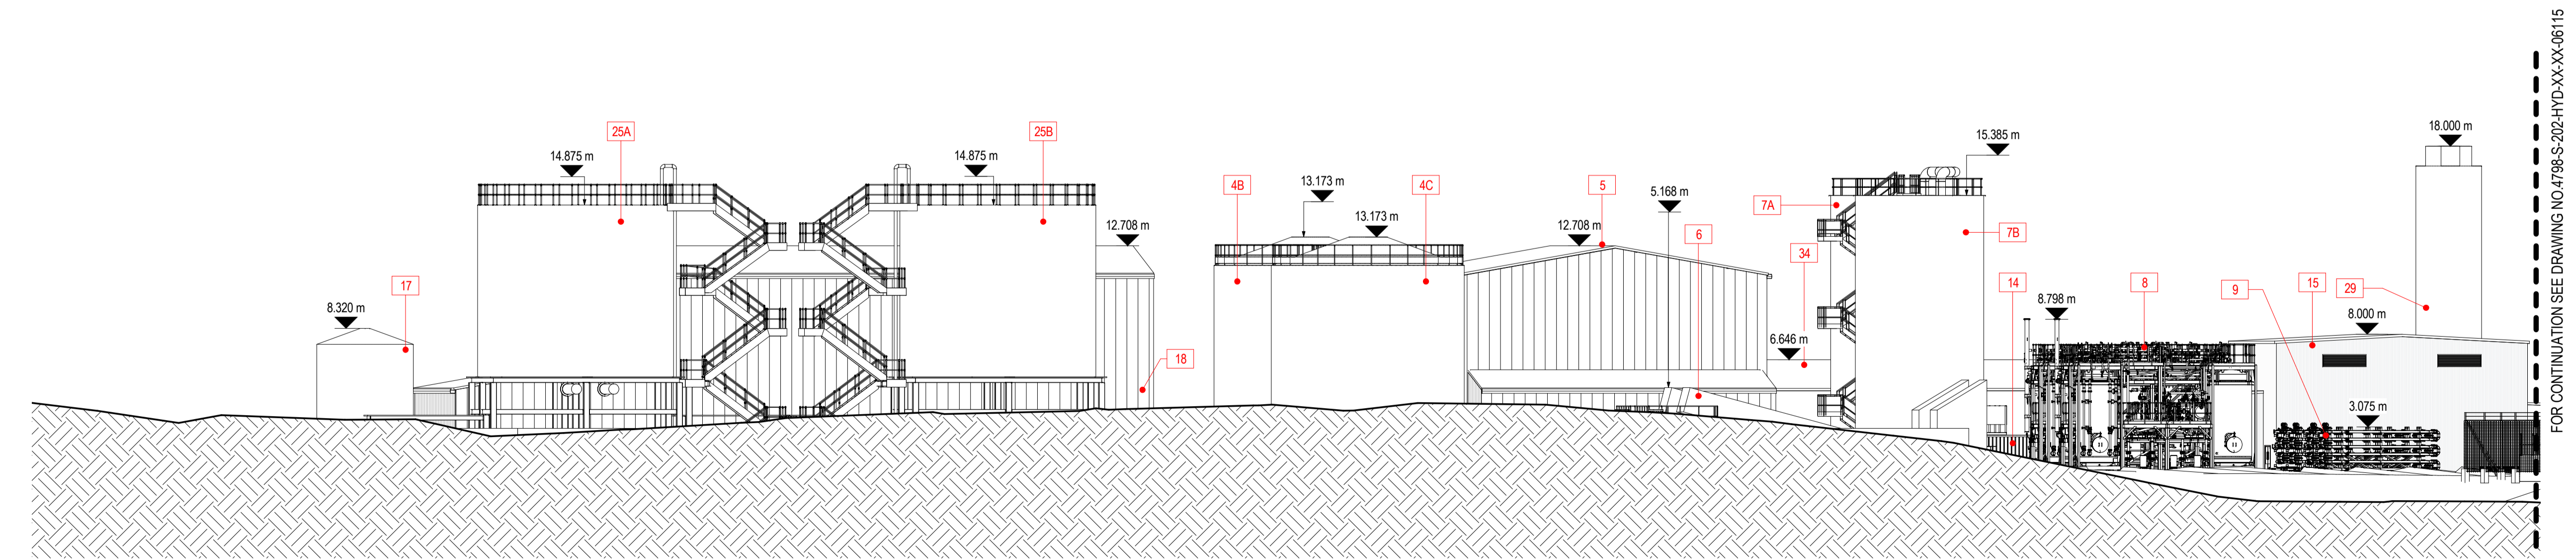 25A
25B
14.875 m
14.875 m
17
8.320 m
12.708 m
18
4B
13.173 m
13.173 m
4C
5
12.708 m
5.168 m
6
34
6.646 m
7A
15.385 m
7B
14
8.798 m
8
9
15
29
18.000 m
8.000 m
3.075 m
FOR CONTINUATION SEE DRAWING NO.4798-S-202-HYD-XX-XX-06115